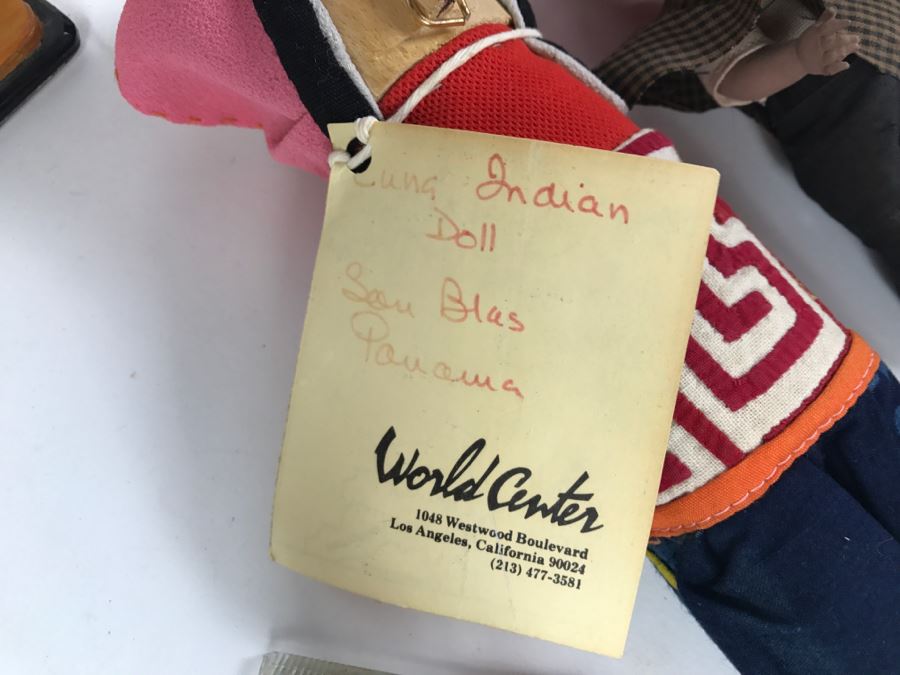 Cuna Indian
Doll
San Blas
Panama
World Center
1048 Westwood Boulevard
Los Angeles, California 90024
(213) 477-3581